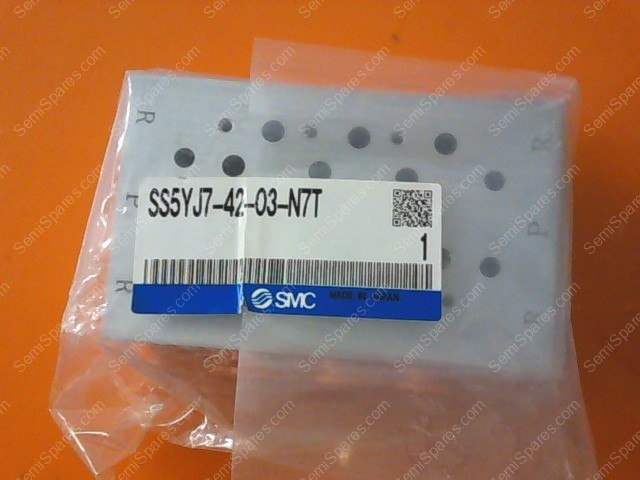 R
R
SS5YJ7-42-03-N7T
P
P
1
R
R
SMC MADE IN JAPAN
SemiSpares.com